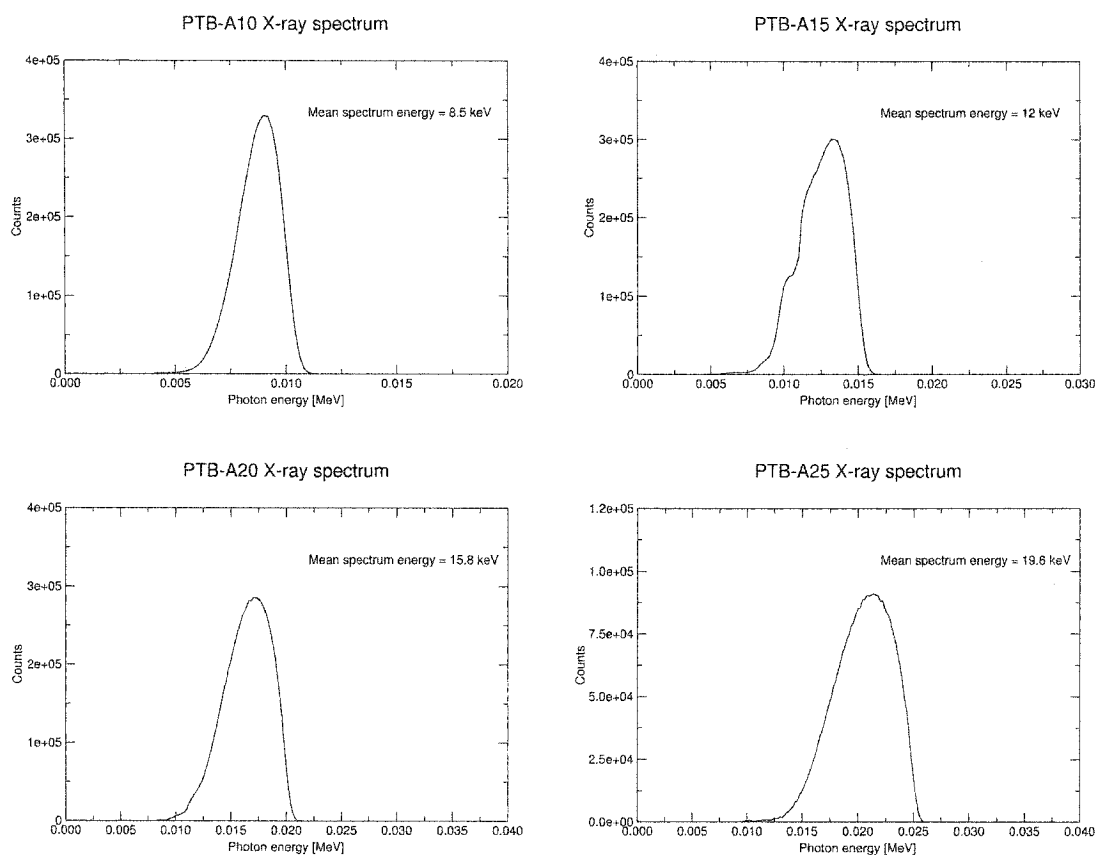 PTB-A10 X-ray spectrum
4e+05
3e+05
2e+05
1e+05
0
Counts
Mean spectrum energy = 8.5 keV
0.000 0.005 0.010 0.015 0.020
Photon energy [MeV]
PTB-A15 X-ray spectrum
4e+05
3e+05
2e+05
1e+05
0
Counts
Mean spectrum energy = 12 keV
0.000 0.005 0.010 0.015 0.020 0.025 0.030
Photon energy [MeV]
PTB-A20 X-ray spectrum
4e+05
3e+05
2e+05
1e+05
0
Counts
Mean spectrum energy = 15.8 keV
0.000 0.005 0.010 0.015 0.020 0.025 0.030 0.035 0.040
Photon energy [MeV]
PTB-A25 X-ray spectrum
1.2e+05
1.0e+05
7.5e+04
5.0e+04
2.5e+04
0.0e+00
Counts
Mean spectrum energy = 19.6 keV
0.000 0.005 0.010 0.015 0.020 0.025 0.030 0.035 0.040
Photon energy [MeV]